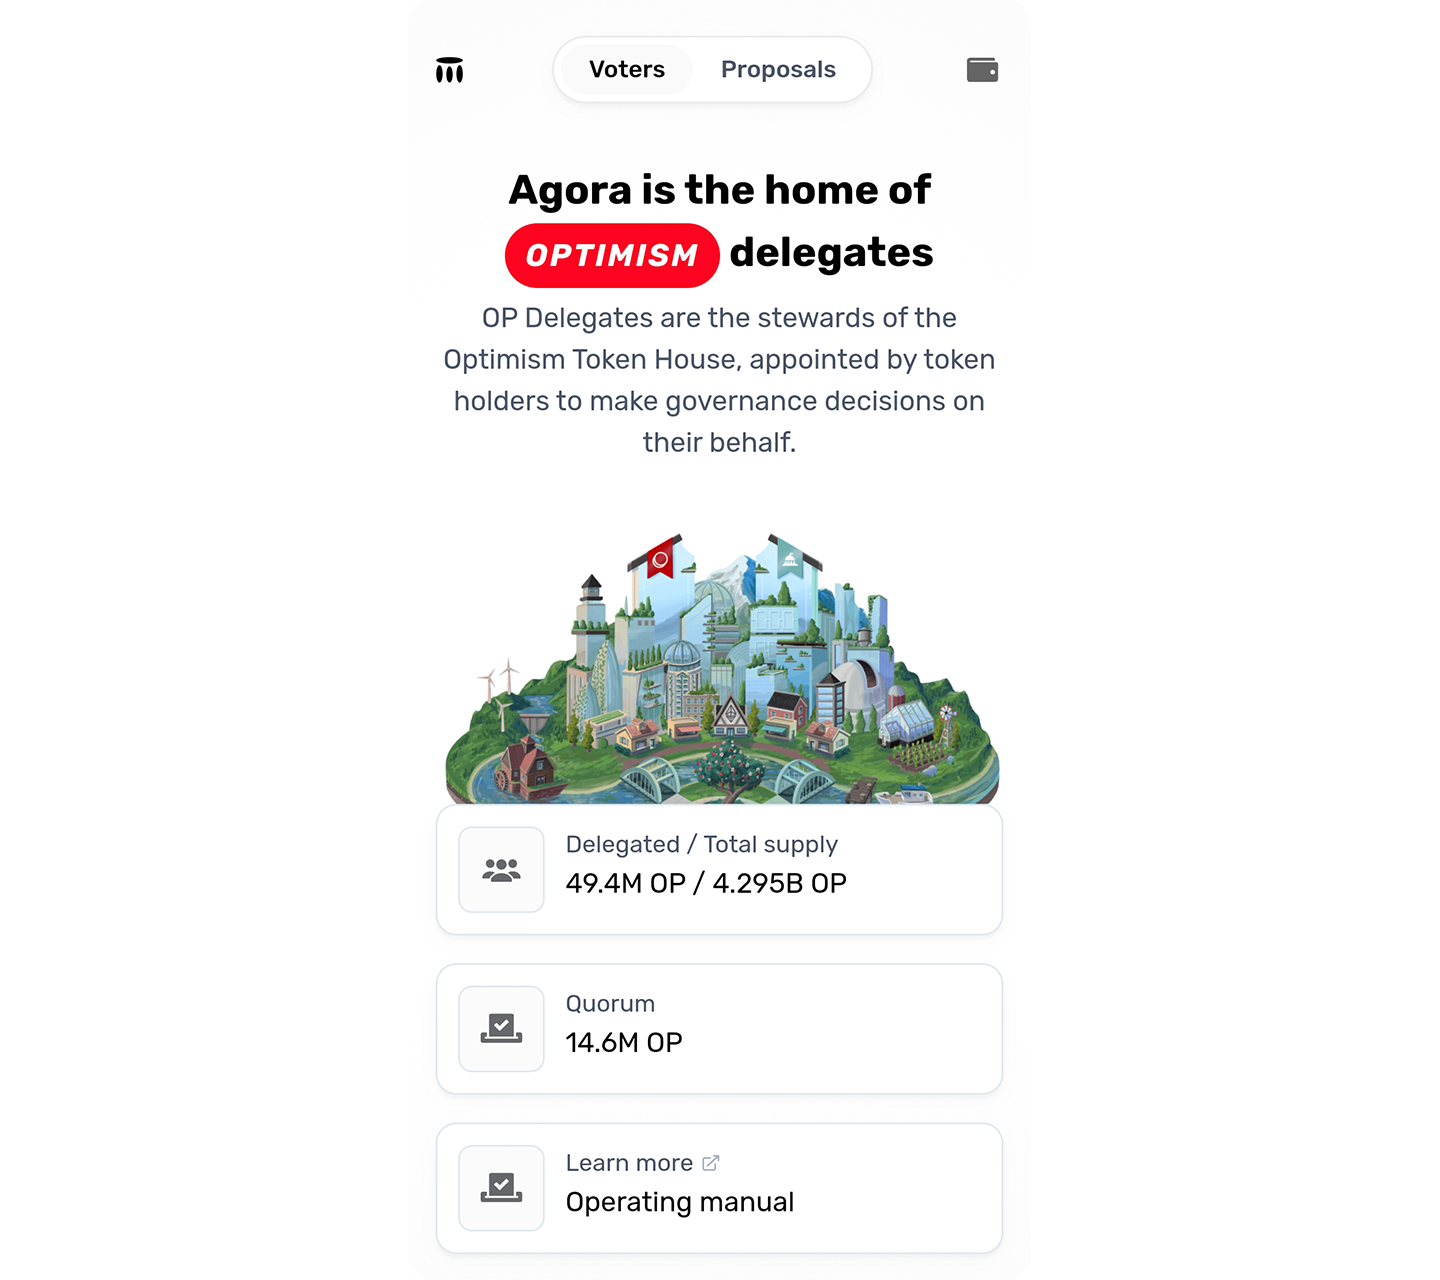 Voters
Proposals
Agora is the home of
OPTIMISM delegates
OP Delegates are the stewards of the
Optimism Token House, appointed by token
holders to make governance decisions on
their behalf.
Delegated / Total supply
49.4M OP / 4.295B OP
Quorum
14.6M OP
Learn more
Operating manual